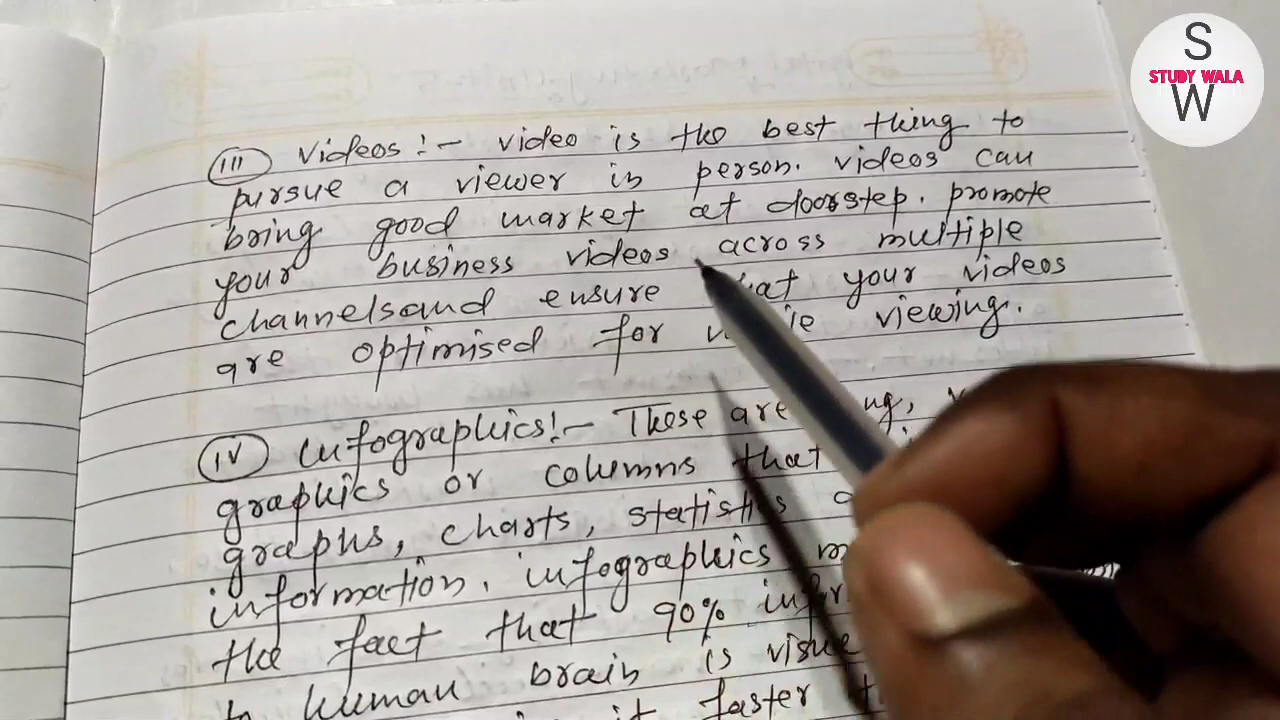 S
STUDY WALA
W
(III) Videos:- video is the best thing to
pursue a viewer in person. videos can
bring good market at doorstep. promote
your business videos across multiple
channelsand ensure your videos
are optimised for viewing.
(IV) infographics:- These are
graphics or columns that
graphs, charts, statistics
information. infographics
the fact that 90%
human brain is
faster